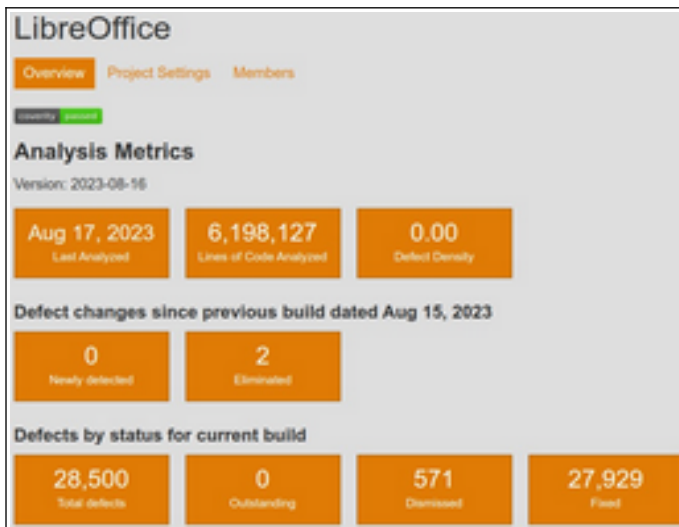 LibreOffice
Overview Project Settings Members
coverity passed
Analysis Metrics
Version: 2023-08-16
Aug 17, 2023 6,198,127 0.00
Last Analyzed Lines of Code Analyzed Defect Density
Defect changes since previous build dated Aug 15, 2023
0 2
Newly detected Eliminated
Defects by status for current build
28,500 0 571 27,929
Total defects Outstanding Dismissed Fixed